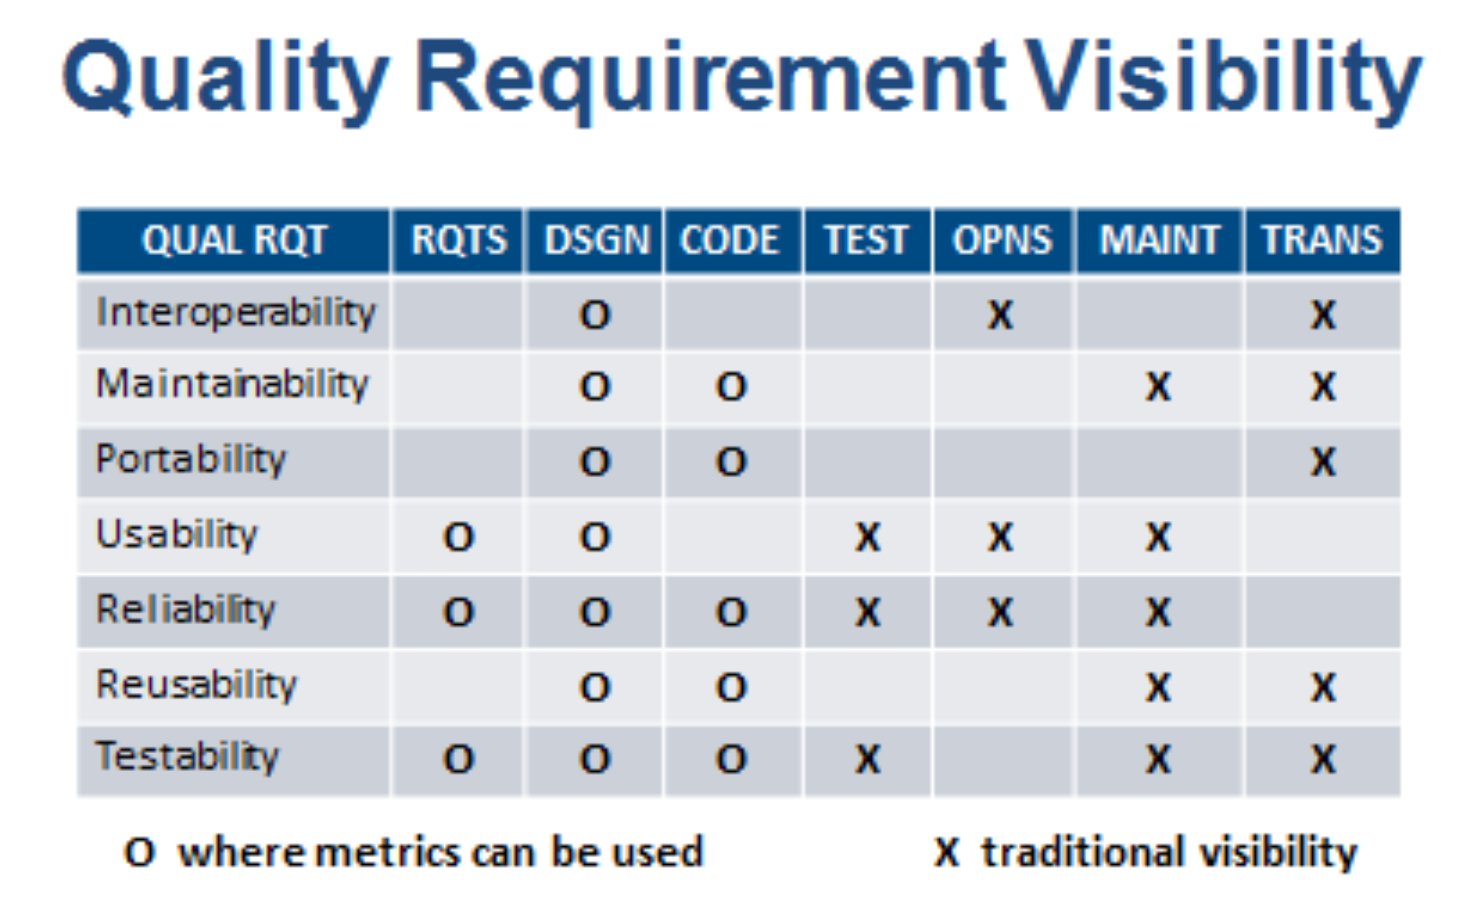 Quality Requirement Visibility
QUAL RQT RQTS DSGN CODE TEST OPNS MAINT TRANS
Interoperability O X X
Maintainability O O X X
Portability O O X
Usability O O X X X
Reliability O O O X X X
Reusability O O X X
Testability O O O X X X
O where metrics can be used X traditional visibility